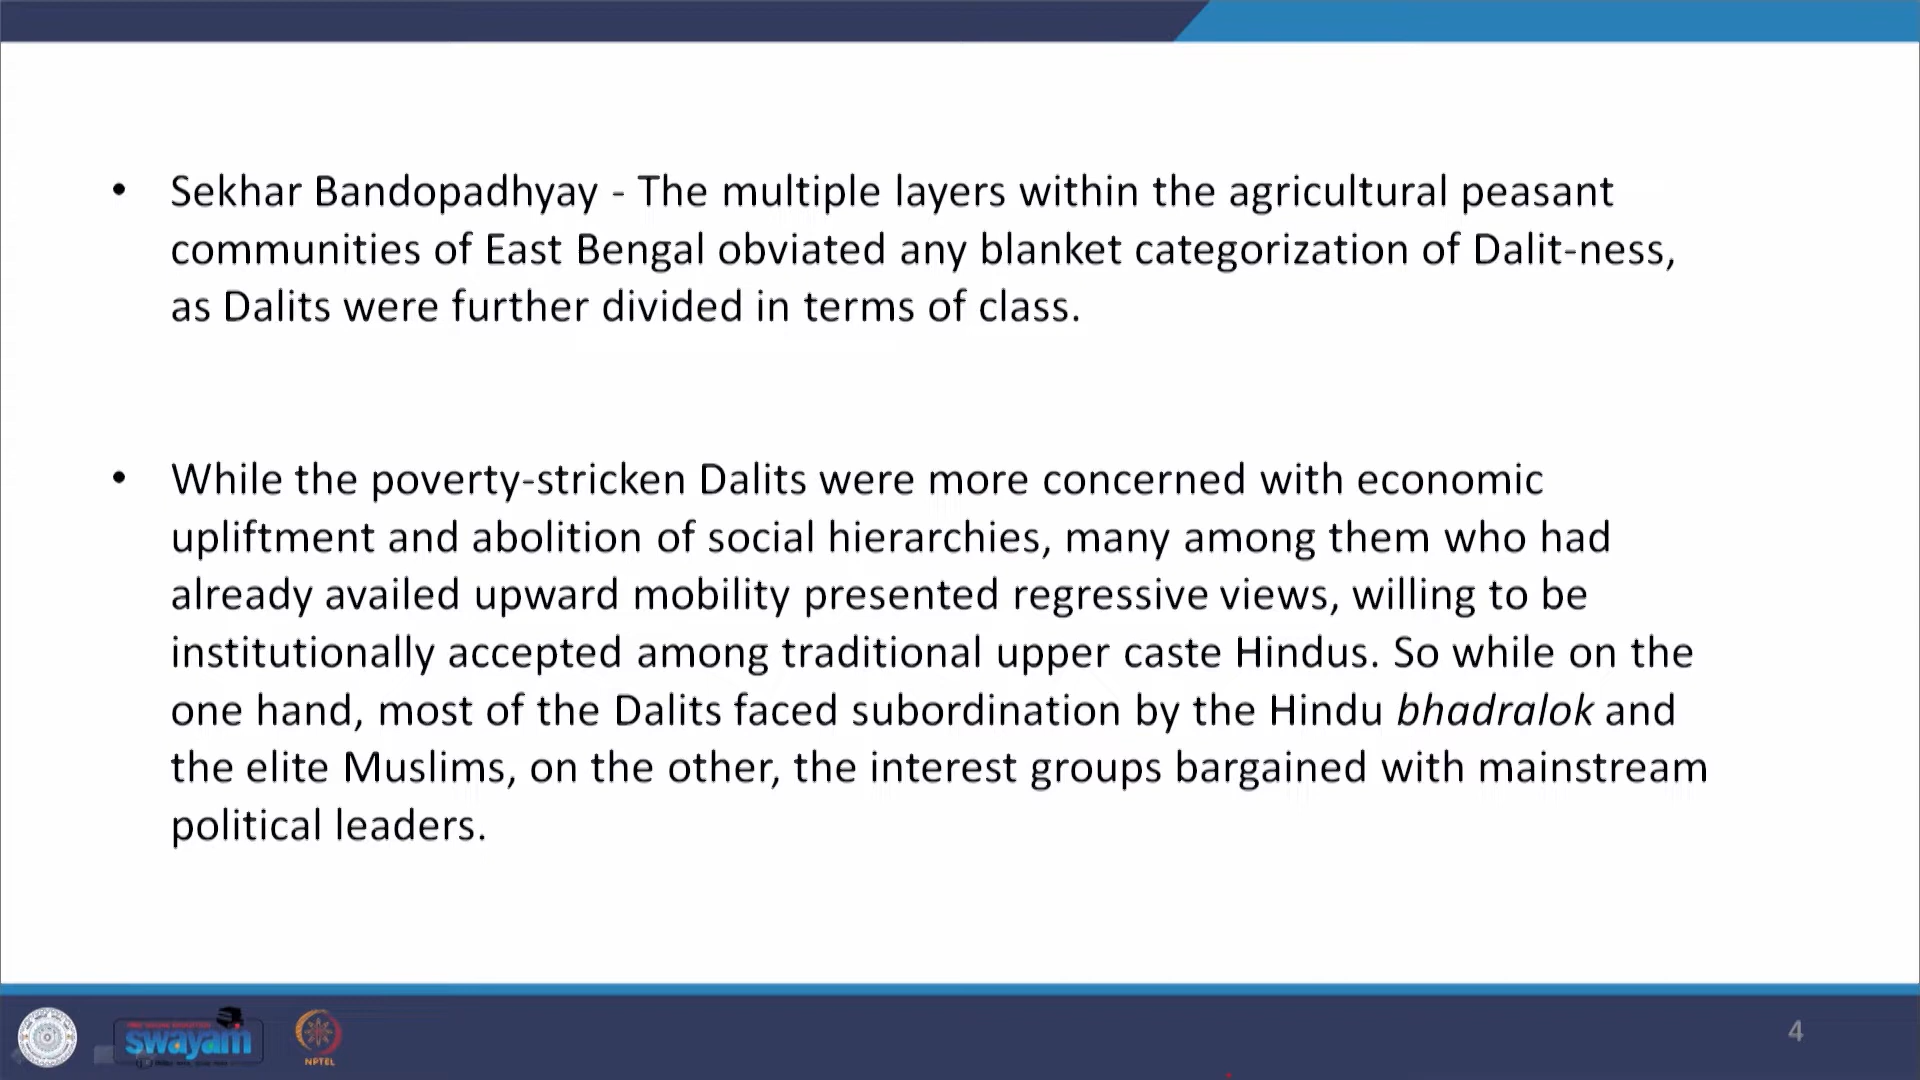 • Sekhar Bandopadhyay - The multiple layers within the agricultural peasant
communities of East Bengal obviated any blanket categorization of Dalit-ness,
as Dalits were further divided in terms of class.
• While the poverty-stricken Dalits were more concerned with economic
upliftment and abolition of social hierarchies, many among them who had
already availed upward mobility presented regressive views, willing to be
institutionally accepted among traditional upper caste Hindus. So while on the
one hand, most of the Dalits faced subordination by the Hindu bhadralok and
the elite Muslims, on the other, the interest groups bargained with mainstream
political leaders.
swayam
NPTEL
4